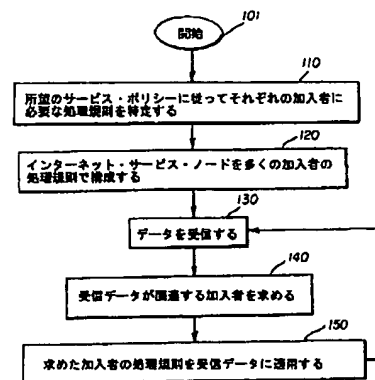 101
開始
110
所望のサービス・ポリシーに従ってそれぞれの加入者に
必要な処理規則を特定する
120
インターネット・サービス・ノードを多くの加入者の
処理規則で構成する
130
データを受信する
140
受信データが関連する加入者を求める
150
求めた加入者の処理規則を受信データに適用する